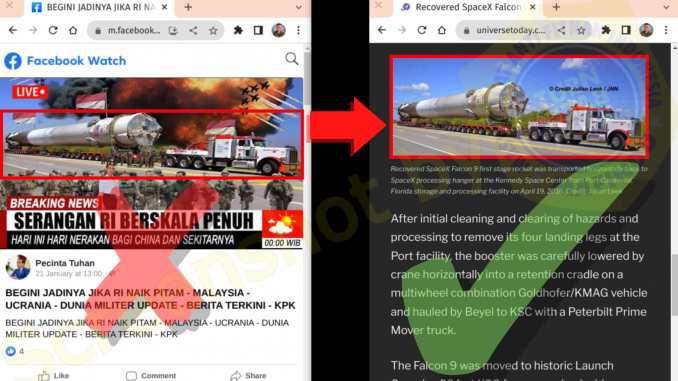 BEGINI JADINYA JIKA RI NA
m.facebook...
Facebook Watch
LIVE
BREAKING NEWS
SERANGAN RI BERSKALA PENUH
HARI INI HARI NERAKAN BAGI CHINA DAN SEKITARNYA
00:00 WIB
Pecinta Tuhan
21 January at 13:00
BEGINI JADINYA JIKA RI NAIK PITAM - MALAYSIA -
UCRANIA - DUNIA MILITER UPDATE - BERITA TERKINI - KPK
BEGINI JADINYA JIKA RI NAIK PITAM - MALAYSIA - UCRANIA - DUNIA
MILITER UPDATE - BERITA TERKINI - KPK
4
Like
Comment
Share
Recovered SpaceX Falcon
universetoday.c...
© Credit Julian Leek / JNN
Recovered SpaceX Falcon 9 first stage rocket was transported horizontally back to
SpaceX processing hanger at the Kennedy Space Center from Port Canaveral
Florida storage and processing facility on April 19, 2016. Credit: Julian Leek
After initial cleaning and clearing of hazards and
processing to remove its four landing legs at the
Port facility, the booster was carefully lowered by
crane horizontally into a retention cradle on a
multiwheel combination Goldhofer/KMAG vehicle
and hauled by Beyel to KSC with a Peterbilt Prime
Mover truck.
The Falcon 9 was moved to historic Launch